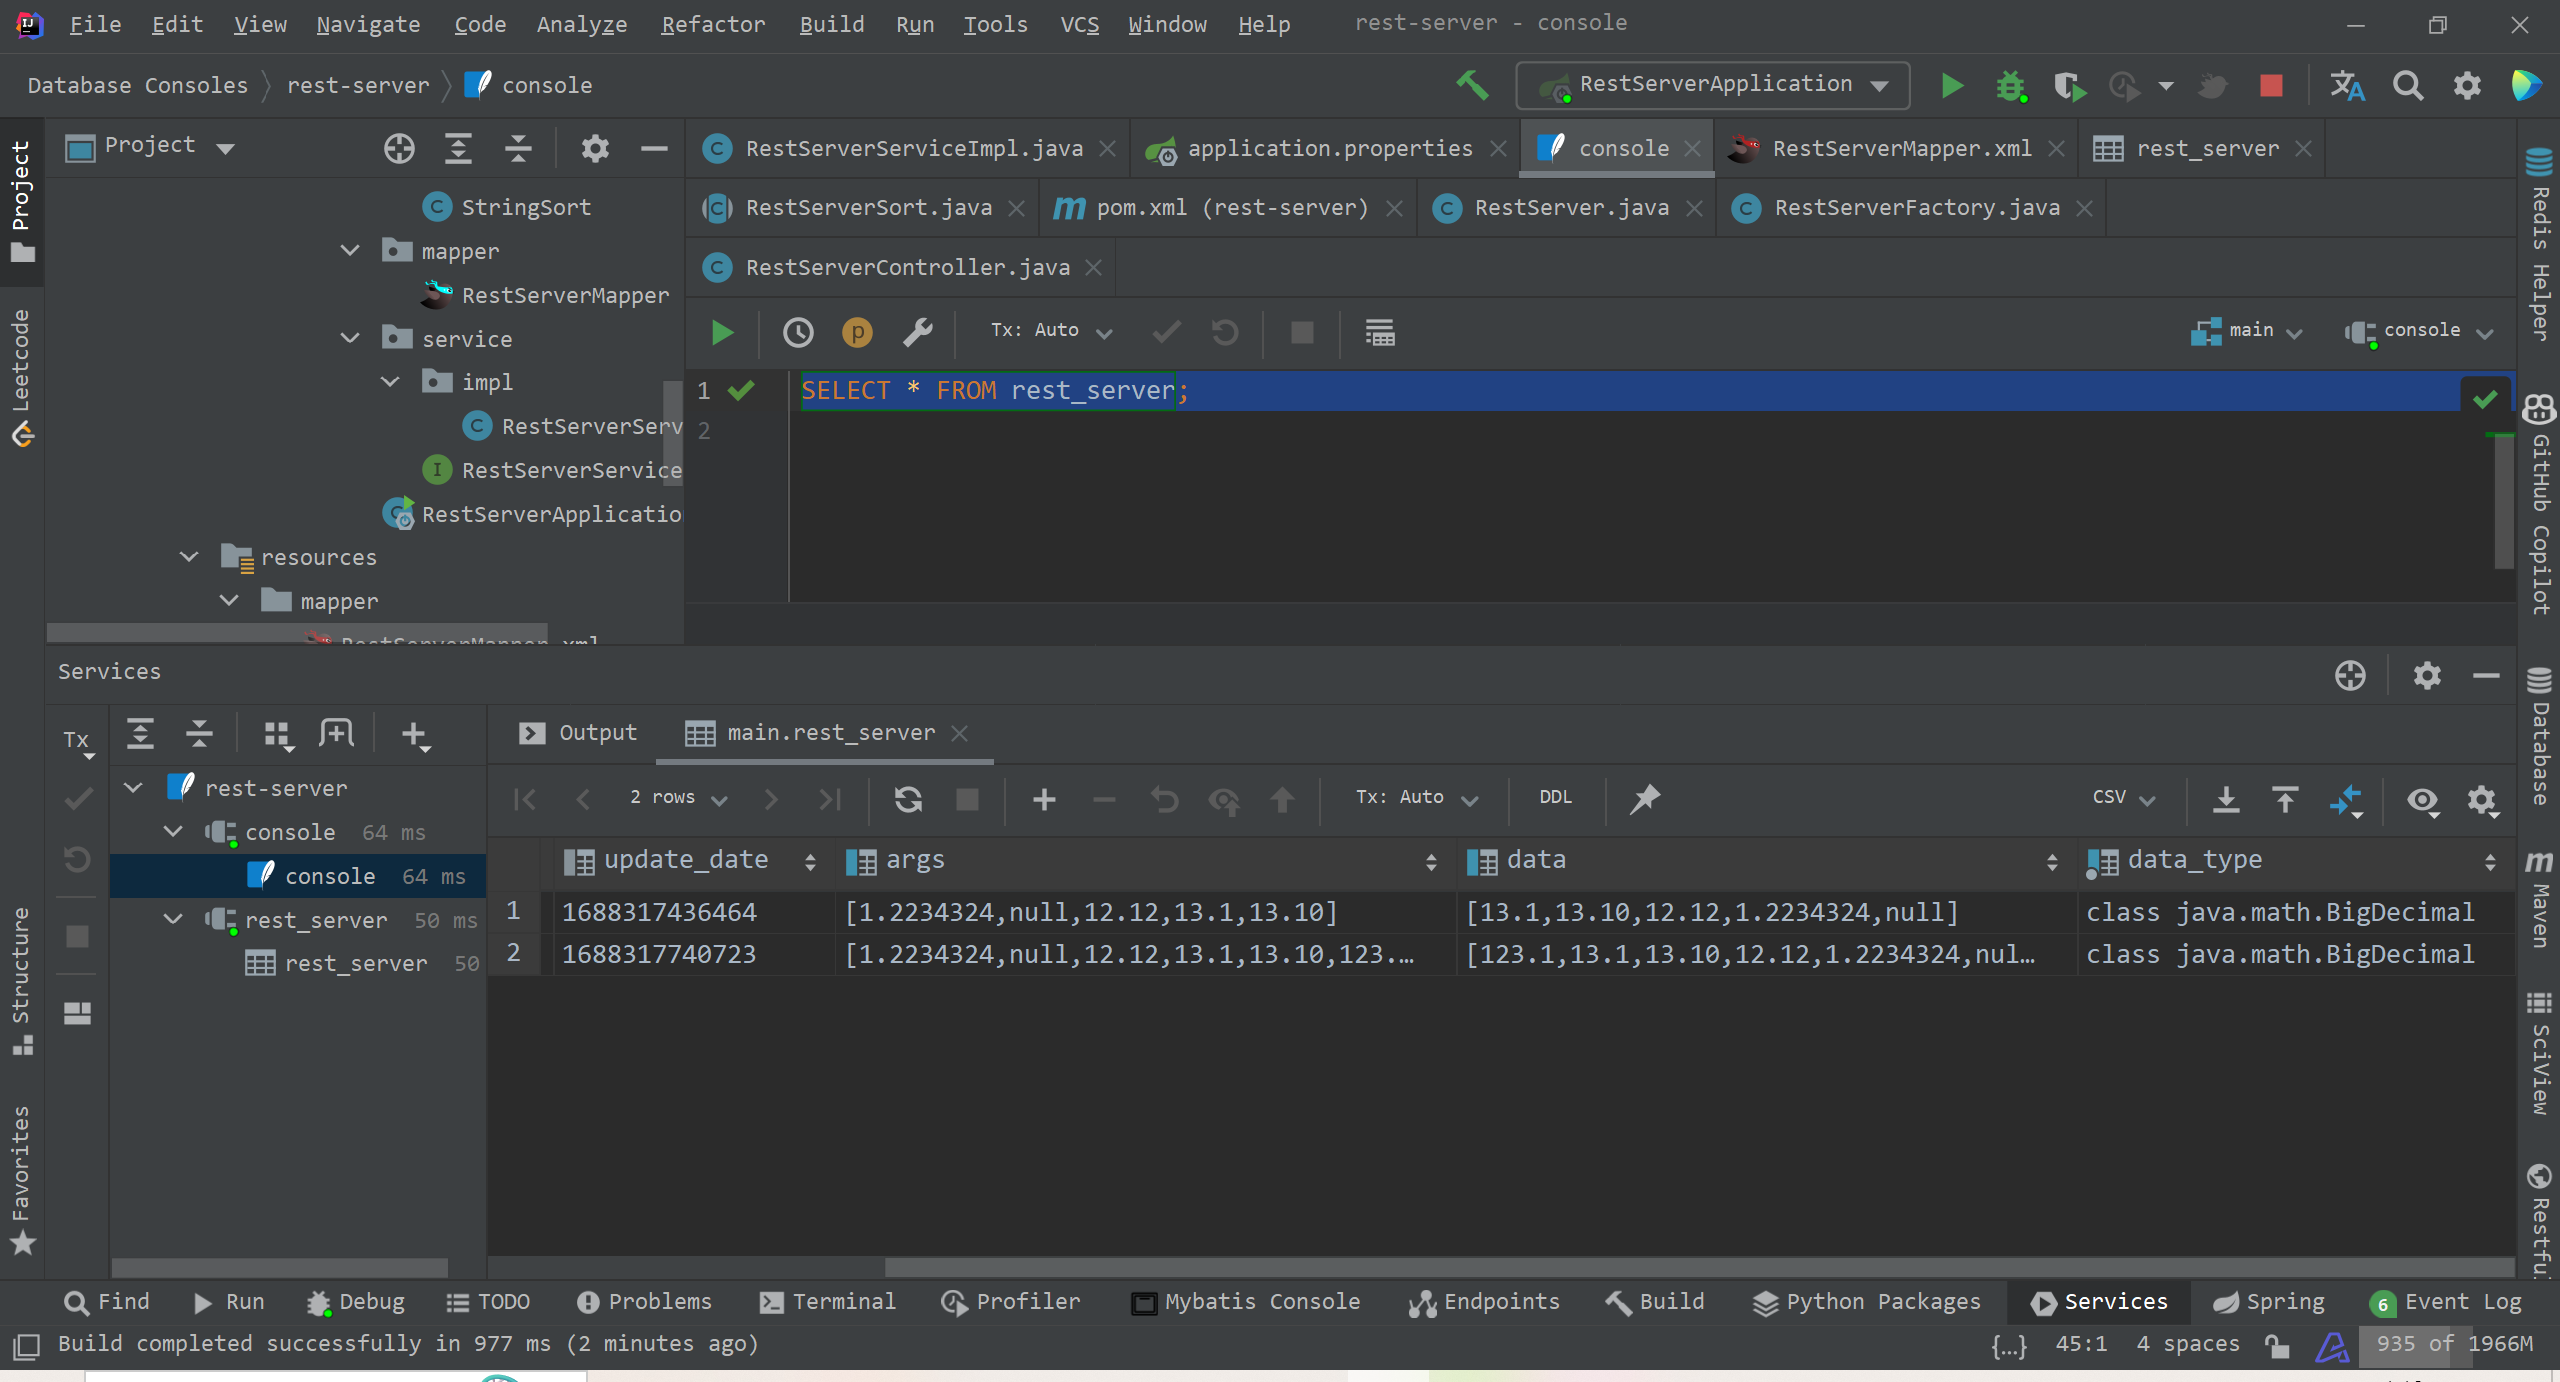 File Edit View Navigate Code Analyze Refactor Build Run Tools VCS Window Help rest-server - console
Database Consoles rest-server console RestServerApplication
Project
RestServerServiceImpl.java application.properties console RestServerMapper.xml rest_server
RestServerSort.java pom.xml (rest-server) RestServer.java RestServerFactory.java
RestServerController.java
StringSort
mapper
RestServerMapper
service
impl
RestServerServ
RestServerService
RestServerApplicatio
resources
mapper
RestServerMapper.xml
Tx: Auto main console
1 SELECT * FROM rest_server;
2
Project
Leetcode
Structure
Favorites
Redis Helper
GitHub Copilot
Database
Maven
SciView
Restful
Services
Tx
rest-server
console 64 ms
console 64 ms
rest_server 50 ms
rest_server 50
Output main.rest_server
2 rows Tx: Auto DDL CSV
update_date args data data_type
1 1688317436464 [1.2234324,null,12.12,13.1,13.10] [13.1,13.10,12.12,1.2234324,null] class java.math.BigDecimal
2 1688317740723 [1.2234324,null,12.12,13.1,13.10,123.… [123.1,13.1,13.10,12.12,1.2234324,nul… class java.math.BigDecimal
Find Run Debug TODO Problems Terminal Profiler Mybatis Console Endpoints Build Python Packages Services Spring 6 Event Log
Build completed successfully in 977 ms (2 minutes ago) {…} 45:1 4 spaces 935 of 1966M